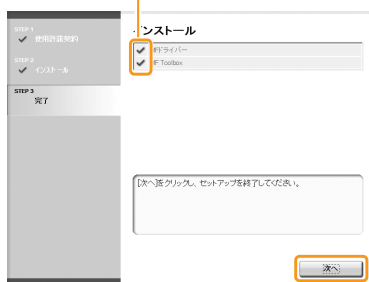 STEP 1
使用許諾契約
STEP 2
インストール
STEP 3
完了
インストール
MFドライバー
MF Toolbox
[次へ]をクリックし、セットアップを終了してください。
次へ